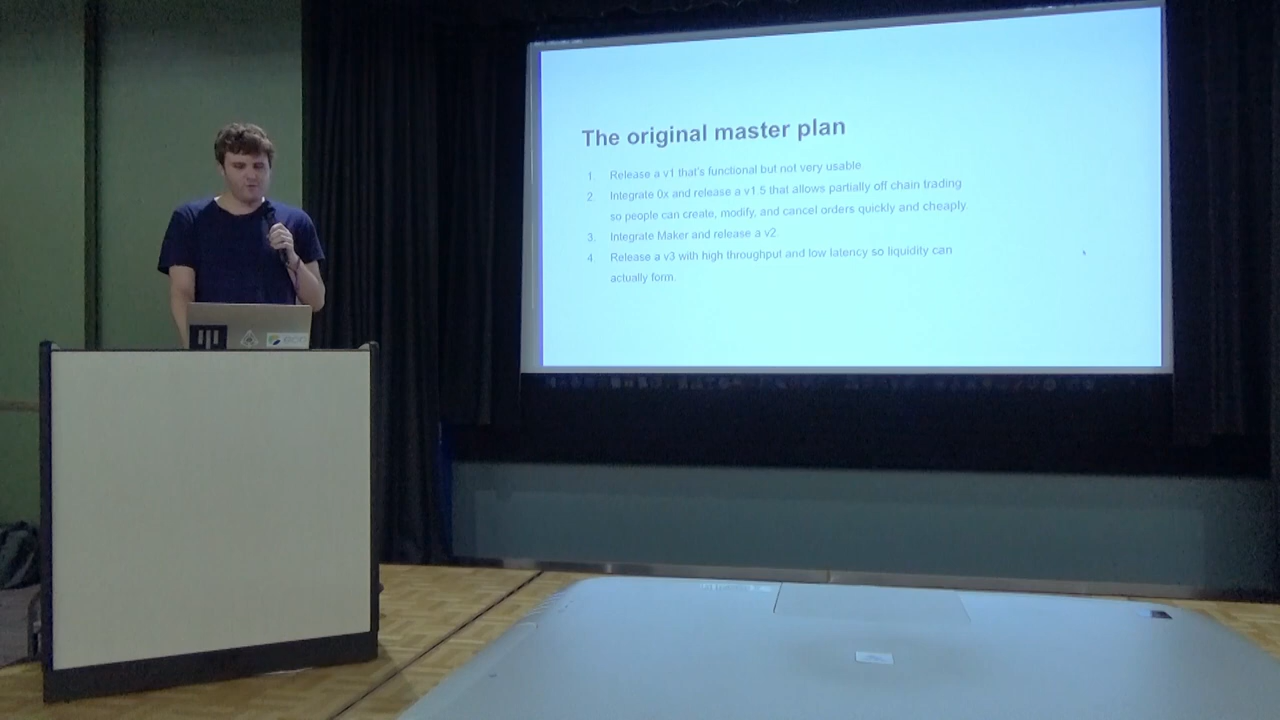 The original master plan
1. Release a v1 that's functional but not very usable
2. Integrate 0x and release a v1.5 that allows partially off chain trading
so people can create, modify, and cancel orders quickly and cheaply.
3. Integrate Maker and release a v2.
4. Release a v3 with high throughput and low latency so liquidity can
actually form.